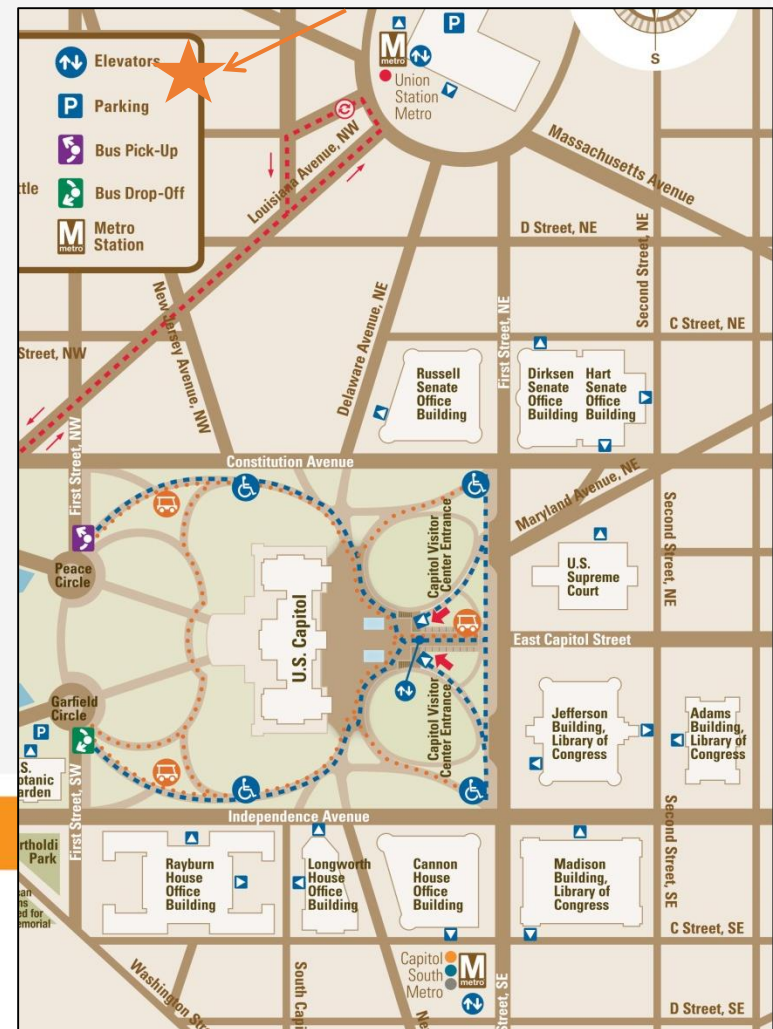 Elevators
P Parking
Bus Pick-Up
Bus Drop-Off
M
metro
Metro
Station
M
metro
P
Union
Station
Metro
S
Massachusetts Avenue
Louisiana Avenue, NW
D Street, NE
Second Street, NE
First Street, NE
C Street, NE
New Jersey Avenue, NW
Delaware Avenue, NE
Street, NW
First Street, NW
Russell
Senate
Office
Building
Dirksen
Senate
Office
Building
Hart
Senate
Office
Building
Constitution Avenue
Maryland Avenue, NE
Second Street, NE
Peace
Circle
U.S. Capitol
Capitol Visitor
Center Entrance
U.S.
Supreme
Court
East Capitol Street
Garfield
Circle
P
Capitol Visitor
Center Entrance
Jefferson
Building,
Library of
Congress
Adams
Building,
Library of
Congress
First Street, SW
Independence Avenue
Second Street, SE
Park
Rayburn
House
Office
Building
Longworth
House
Office
Building
Cannon
House
Office
Building
Madison
Building,
Library of
Congress
C Street, SE
Capitol
South
Metro
M
metro
Street, SE
D Street, SE